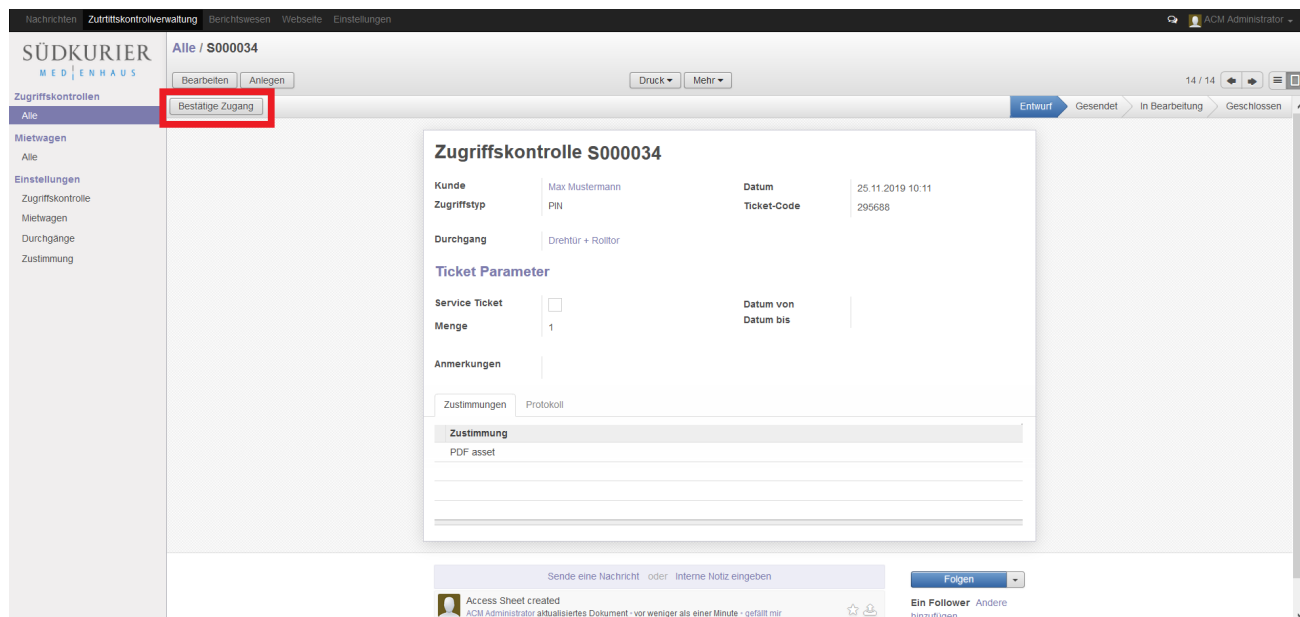 Nachrichten Zutrtittskontrollverwaltung Berichtswesen Webseite Einstellungen ACM Administrator
SÜDKURIER
MEDIENHAUS
Alle / S000034
Bearbeiten Anlegen Druck Mehr 14 / 14
Zugriffskontrollen
Alle
Mietwagen
Alle
Einstellungen
Zugriffskontrolle
Mietwagen
Durchgänge
Zustimmung
Bestätige Zugang Entwurf Gesendet In Bearbeitung Geschlossen
Zugriffskontrolle S000034
Kunde Max Mustermann Datum 25.11.2019 10:11
Zugriffstyp PIN Ticket-Code 295688
Durchgang Drehtür + Rolltor
Ticket Parameter
Service Ticket Datum von
Datum bis
Menge 1
Anmerkungen
Zustimmungen Protokoll
Zustimmung
PDF asset
Sende eine Nachricht oder Interne Notiz eingeben Folgen
Access Sheet created
ACM Administrator aktualisiertes Dokument - vor weniger als einer Minute - gefällt mir
Ein Follower Andere
hinzufügen